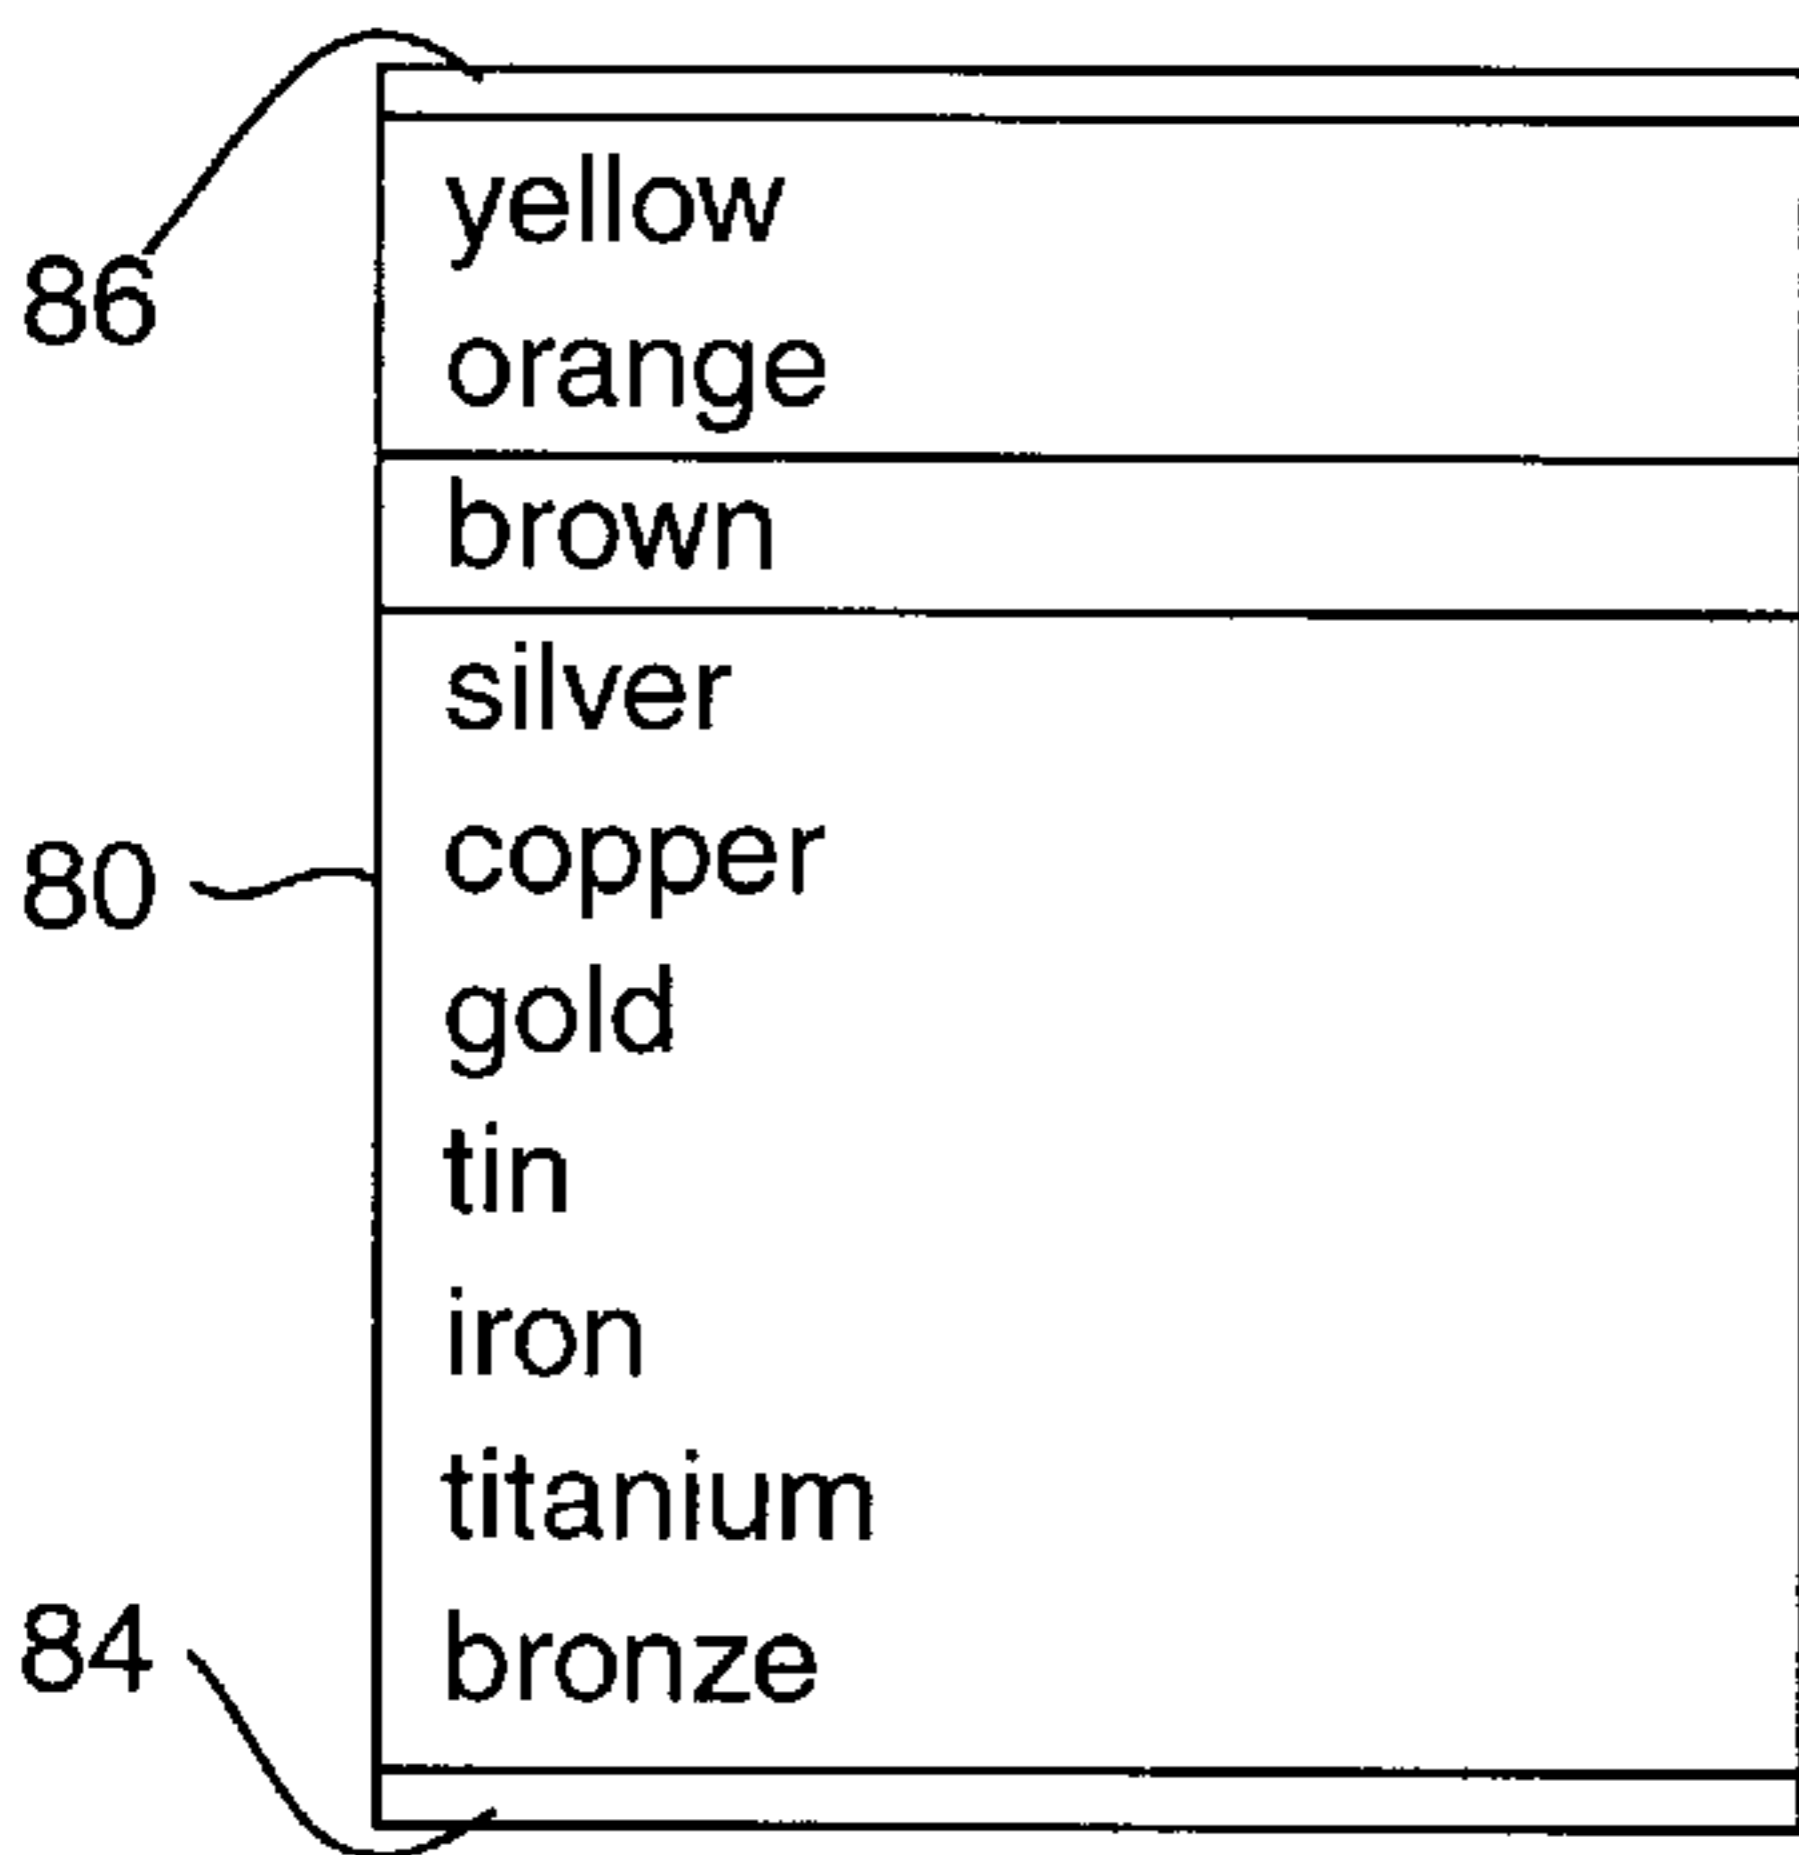 yellow
86
orange
brown
silver
copper
80
gold
tin
iron
titanium
bronze
84